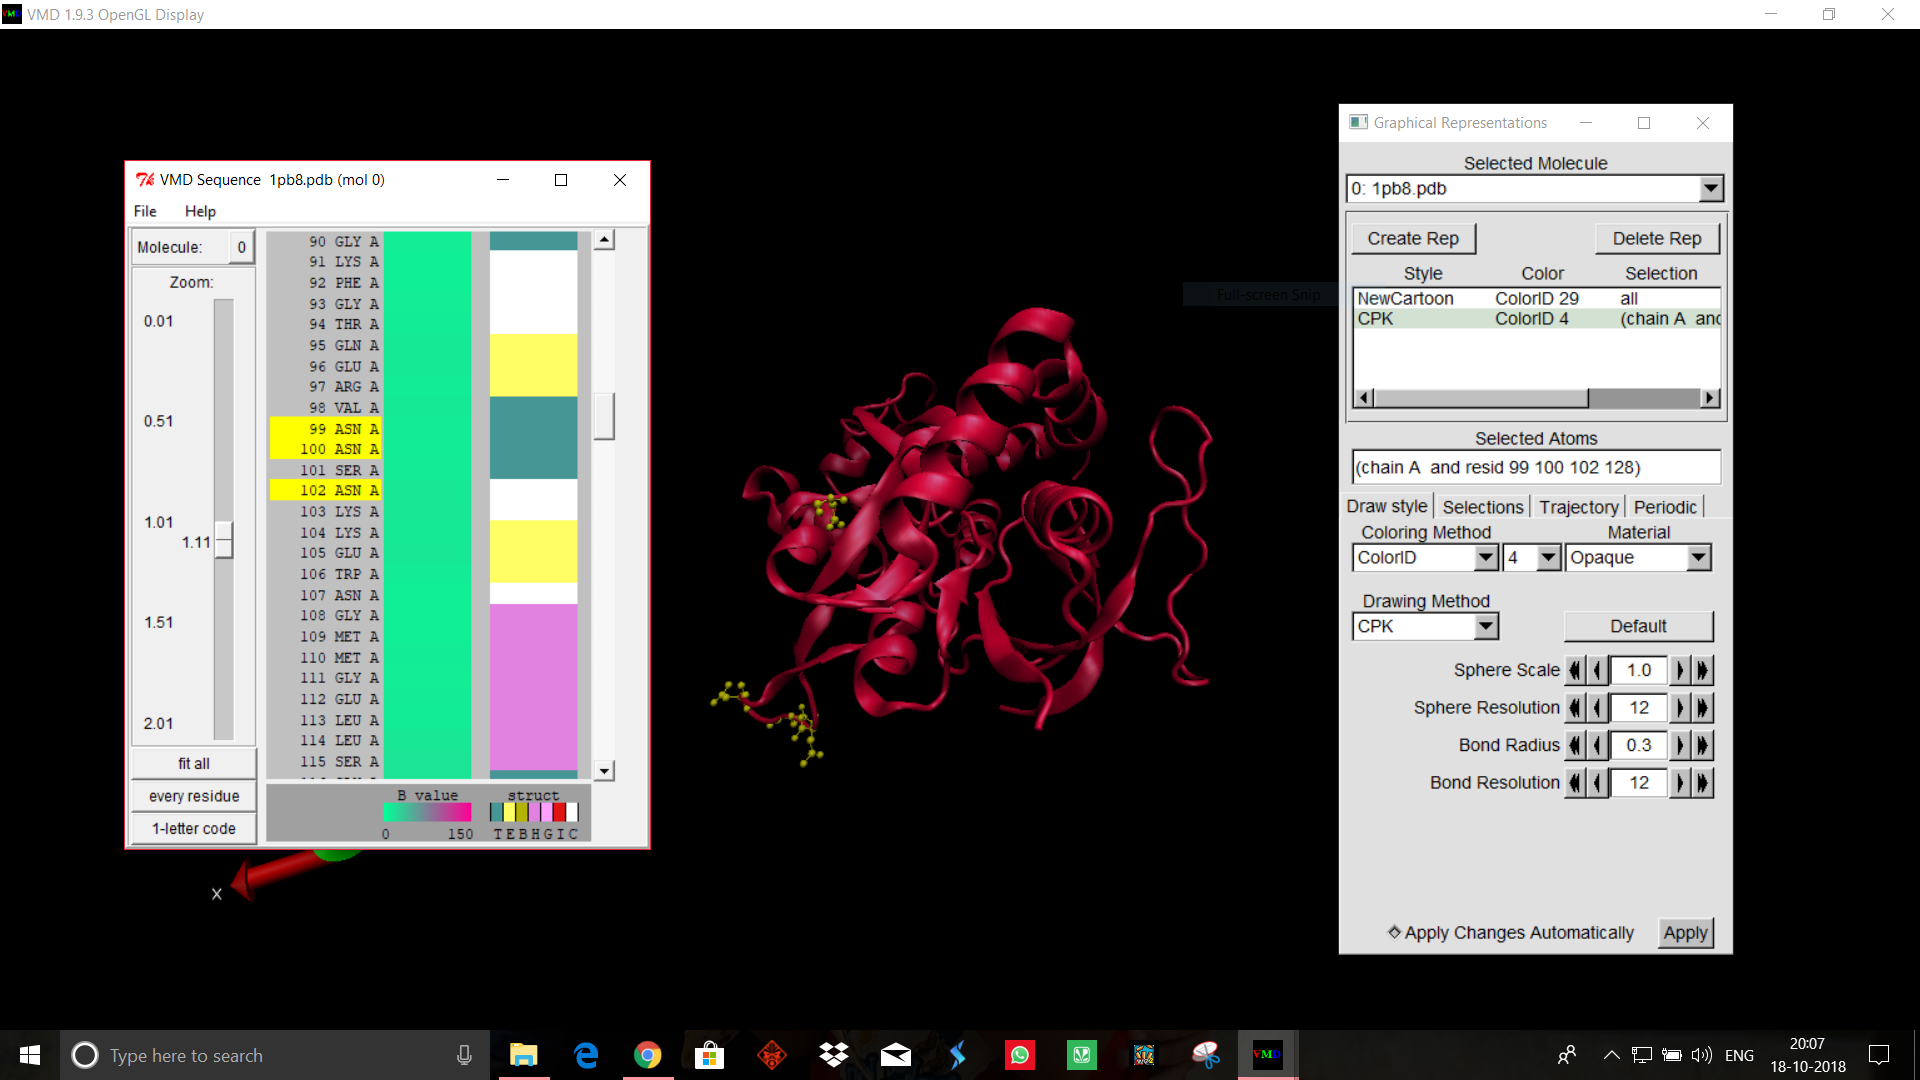 VMD 1.9.3 OpenGL Display
VMD Sequence 1pb8.pdb (mol 0)
File Help
Molecule: 0
Zoom:
0.01
0.51
1.01
1.11
1.51
2.01
fit all
every residue
1-letter code
90 GLY A
91 LYS A
92 PHE A
93 GLY A
94 THR A
95 GLN A
96 GLU A
97 ARG A
98 VAL A
99 ASN A
100 ASN A
101 SER A
102 ASN A
103 LYS A
104 LYS A
105 GLU A
106 TRP A
107 ASN A
108 GLY A
109 MET A
110 MET A
111 GLY A
112 GLU A
113 LEU A
114 LEU A
115 SER A
B value struct
0 150 T E B H G I C
x
Full-screen Snip
Graphical Representations
Selected Molecule
0: 1pb8.pdb
Create Rep Delete Rep
Style Color Selection
NewCartoon ColorID 29 all
CPK ColorID 4 (chain A and
Selected Atoms
(chain A and resid 99 100 102 128)
Draw style Selections Trajectory Periodic
Coloring Method Material
ColorID 4 Opaque
Drawing Method
CPK Default
Sphere Scale 1.0
Sphere Resolution 12
Bond Radius 0.3
Bond Resolution 12
Apply Changes Automatically Apply
Type here to search
VMD
ENG
20:07
18-10-2018